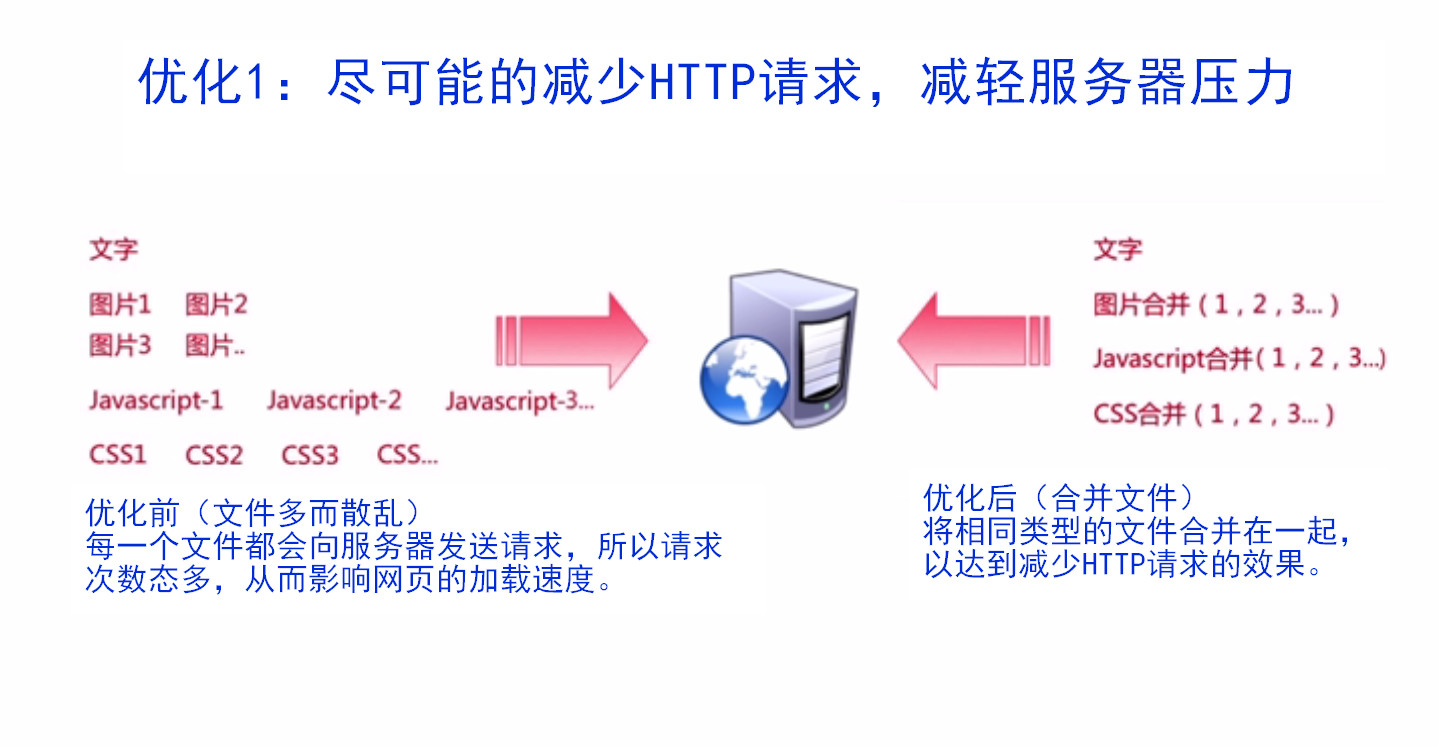 优化1：尽可能的减少HTTP请求，减轻服务器压力
文字
图片1 图片2
图片3 图片..
Javascript-1 Javascript-2 Javascript-3...
CSS1 CSS2 CSS3 CSS...
优化前（文件多而散乱）
每一个文件都会向服务器发送请求，所以请求
次数态多，从而影响网页的加载速度。
文字
图片合并（1，2，3...）
Javascript合并(1，2，3...)
CSS合并（1，2，3...）
优化后（合并文件）
将相同类型的文件合并在一起，
以达到减少HTTP请求的效果。